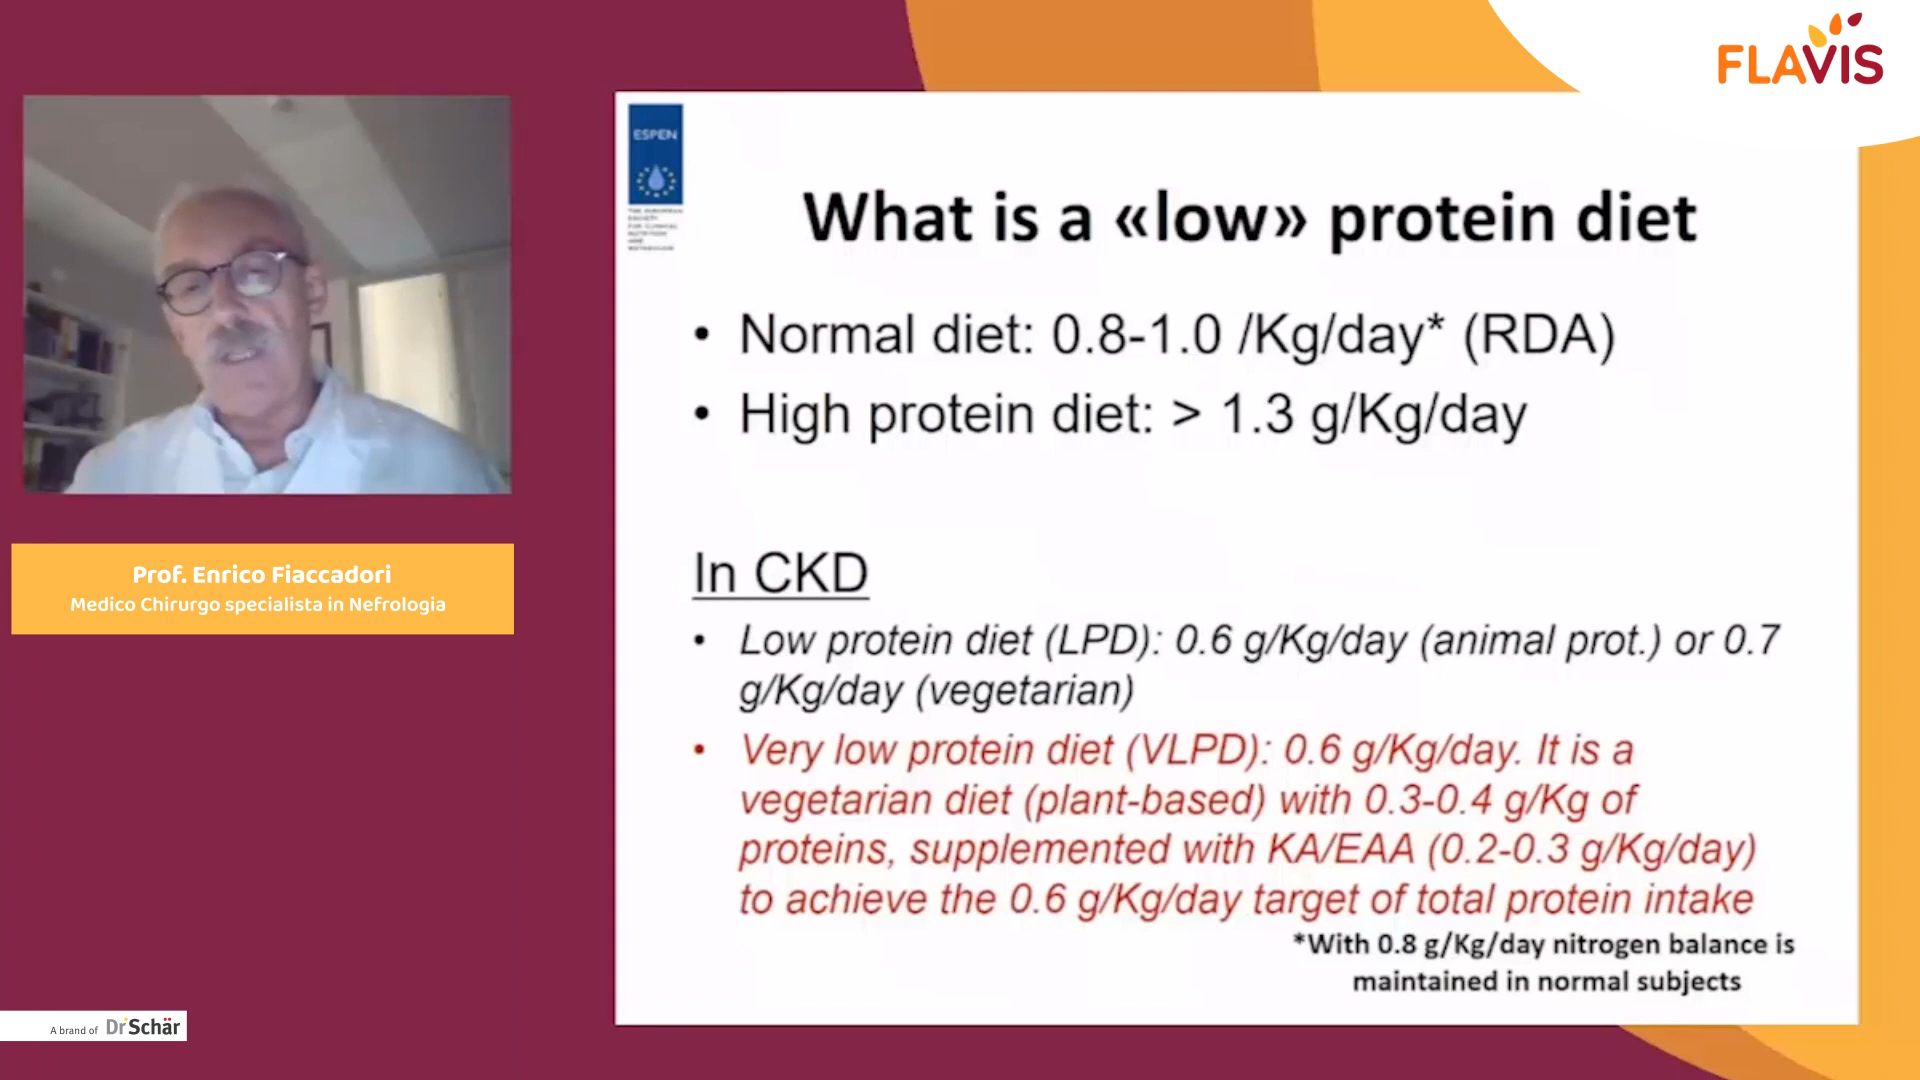 FLAVIS
ESPEN
What is a «low» protein diet
• Normal diet: 0.8-1.0 /Kg/day* (RDA)
• High protein diet: > 1.3 g/Kg/day
In CKD
• Low protein diet (LPD): 0.6 g/Kg/day (animal prot.) or 0.7
g/Kg/day (vegetarian)
• Very low protein diet (VLPD): 0.6 g/Kg/day. It is a
vegetarian diet (plant-based) with 0.3-0.4 g/Kg of
proteins, supplemented with KA/EAA (0.2-0.3 g/Kg/day)
to achieve the 0.6 g/Kg/day target of total protein intake
*With 0.8 g/Kg/day nitrogen balance is
maintained in normal subjects
Prof. Enrico Fiaccadori
Medico Chirurgo specialista in Nefrologia
A brand of Dr Schär